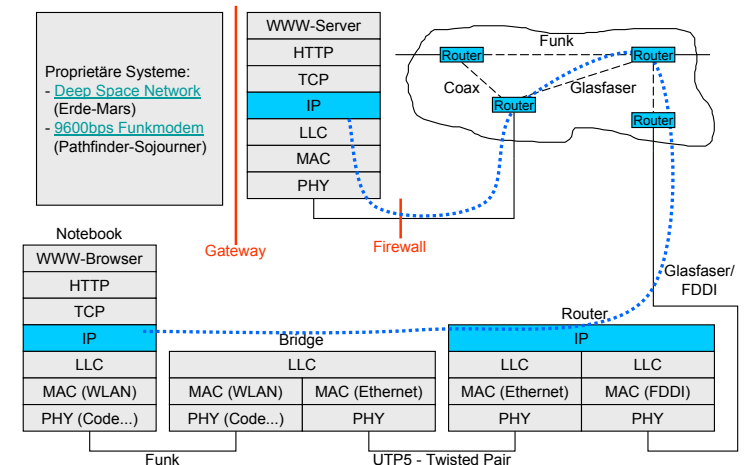 Proprietäre Systeme:
- Deep Space Network
(Erde-Mars)
- 9600bps Funkmodem
(Pathfinder-Sojourner)
Gateway
WWW-Server
HTTP
TCP
IP
LLC
MAC
PHY
Firewall
Funk
Router
Router
Coax
Glasfaser
Router
Router
Glasfaser/
FDDI
Notebook
WWW-Browser
HTTP
TCP
IP
LLC
MAC (WLAN)
PHY (Code...)
Funk
Bridge
LLC
MAC (WLAN)
MAC (Ethernet)
PHY (Code...)
PHY
UTP5 - Twisted Pair
Router
IP
LLC
LLC
MAC (Ethernet)
MAC (FDDI)
PHY
PHY